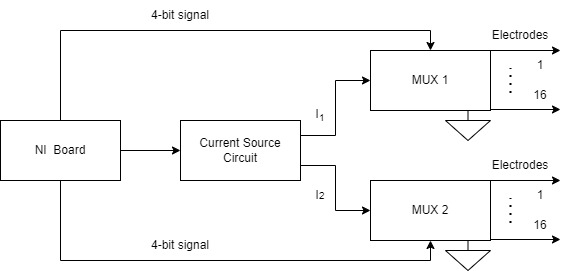 4-bit signal
Electrodes
MUX 1
1
16
I1
NI Board
Current Source
Circuit
I2
Electrodes
MUX 2
1
16
4-bit signal